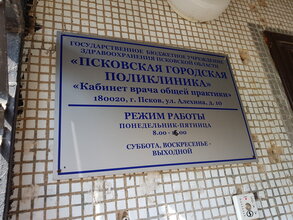 ГОСУДАРСТВЕННОЕ БЮДЖЕТНОЕ УЧРЕЖДЕНИЕ
ЗДРАВООХРАНЕНИЯ ПСКОВСКОЙ ОБЛАСТИ
«ПСКОВСКАЯ ГОРОДСКАЯ
ПОЛИКЛИНИКА»
«Кабинет врача общей практики»
180020, г. Псков, ул. Алехина, д. 10
РЕЖИМ РАБОТЫ
ПОНЕДЕЛЬНИК-ПЯТНИЦА
8.00 - 16.00
СУББОТА, ВОСКРЕСЕНЬЕ -
ВЫХОДНОЙ